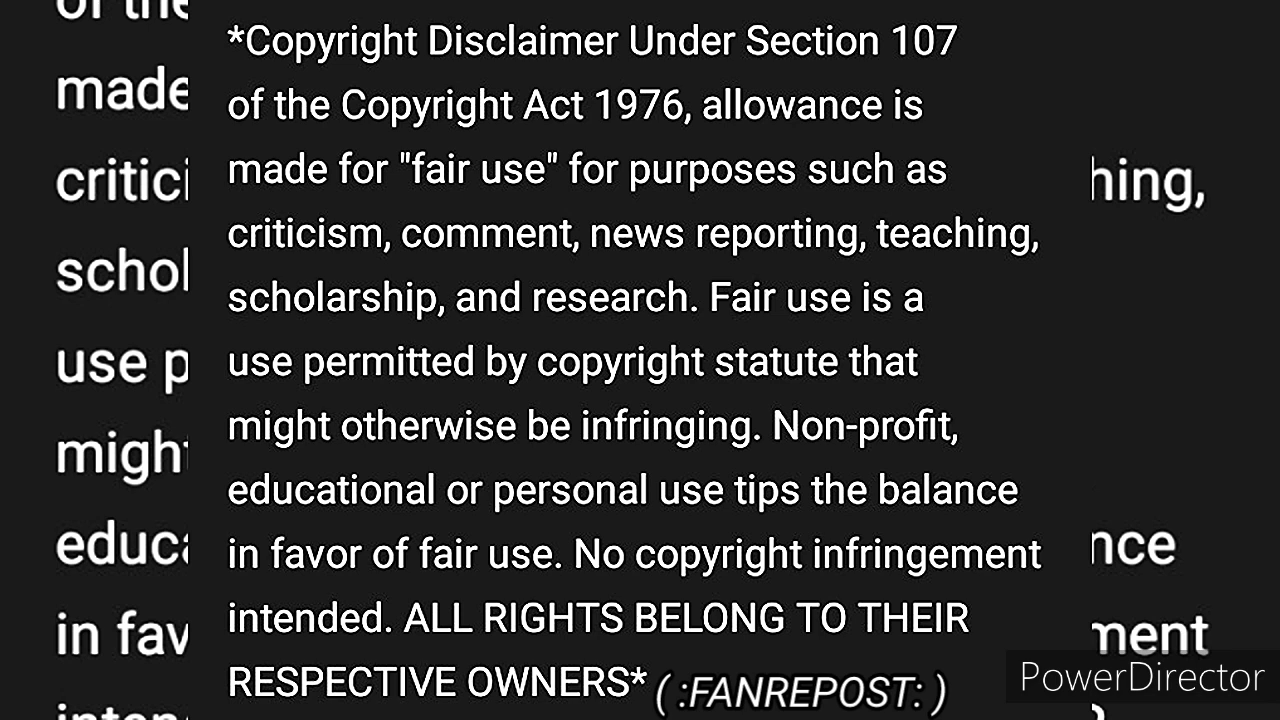 *Copyright Disclaimer Under Section 107
of the Copyright Act 1976, allowance is
made for "fair use" for purposes such as
criticism, comment, news reporting, teaching,
scholarship, and research. Fair use is a
use permitted by copyright statute that
might otherwise be infringing. Non-profit,
educational or personal use tips the balance
in favor of fair use. No copyright infringement
intended. ALL RIGHTS BELONG TO THEIR
RESPECTIVE OWNERS*
( :FANREPOST: )
PowerDirector